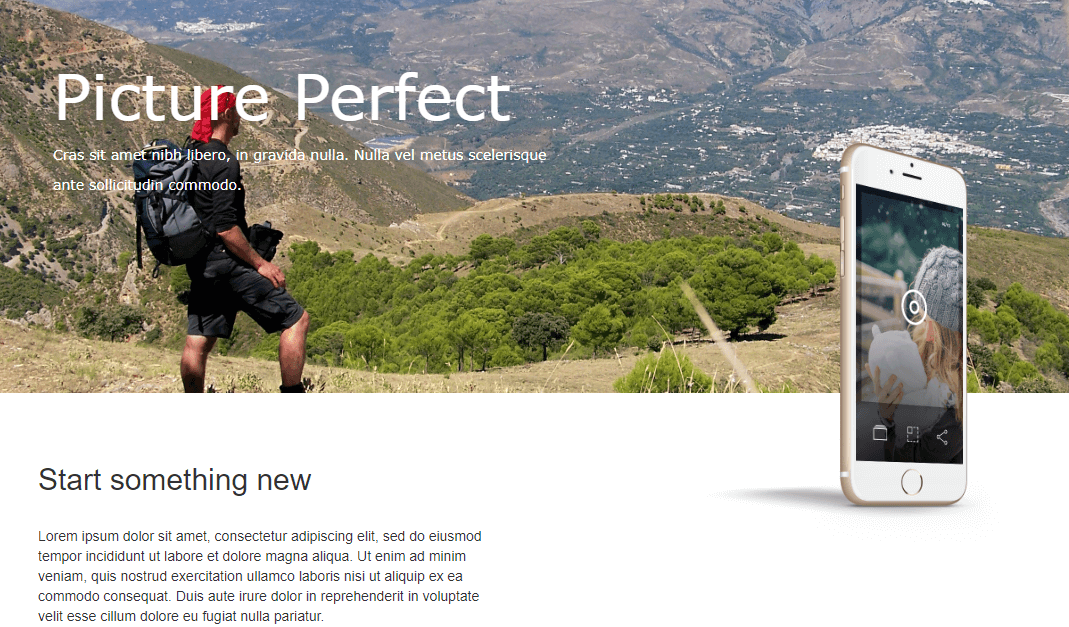 Picture Perfect
Cras sit amet nibh libero, in gravida nulla. Nulla vel metus scelerisque
ante sollicitudin commodo.
Start something new
Lorem ipsum dolor sit amet, consectetur adipiscing elit, sed do eiusmod
tempor incididunt ut labore et dolore magna aliqua. Ut enim ad minim
veniam, quis nostrud exercitation ullamco laboris nisi ut aliquip ex ea
commodo consequat. Duis aute irure dolor in reprehenderit in voluptate
velit esse cillum dolore eu fugiat nulla pariatur.